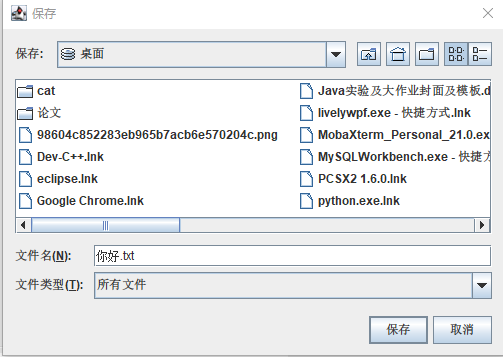 保存
保存:
桌面
cat
论文
98604c852283eb965b7acb6e570204c.png
Dev-C++.lnk
eclipse.lnk
Google Chrome.lnk
Java实验及大作业封面及模板.d
livelywpf.exe - 快捷方式.lnk
MobaXterm_Personal_21.0.ex
MySQLWorkbench.exe - 快捷方
PCSX2 1.6.0.lnk
python.exe.lnk
文件名(N):
你好.txt
文件类型(T):
所有文件
保存
取消